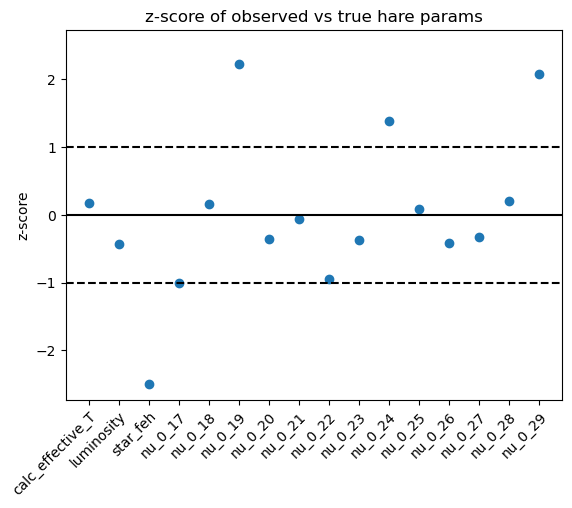 z-score of observed vs true hare params
z-score
2
1
0
−1
−2
calc_effective_T
luminosity
star_feh
nu_0_17
nu_0_18
nu_0_19
nu_0_20
nu_0_21
nu_0_22
nu_0_23
nu_0_24
nu_0_25
nu_0_26
nu_0_27
nu_0_28
nu_0_29